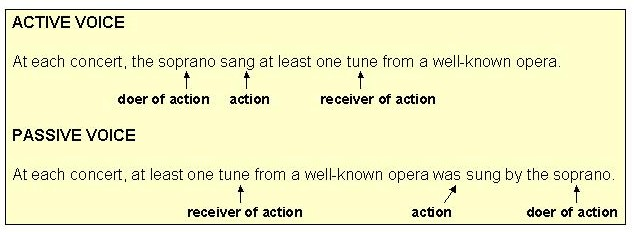 ACTIVE VOICE
At each concert, the soprano sang at least one tune from a well-known opera.
doer of action action receiver of action
PASSIVE VOICE
At each concert, at least one tune from a well-known opera was sung by the soprano.
receiver of action action doer of action